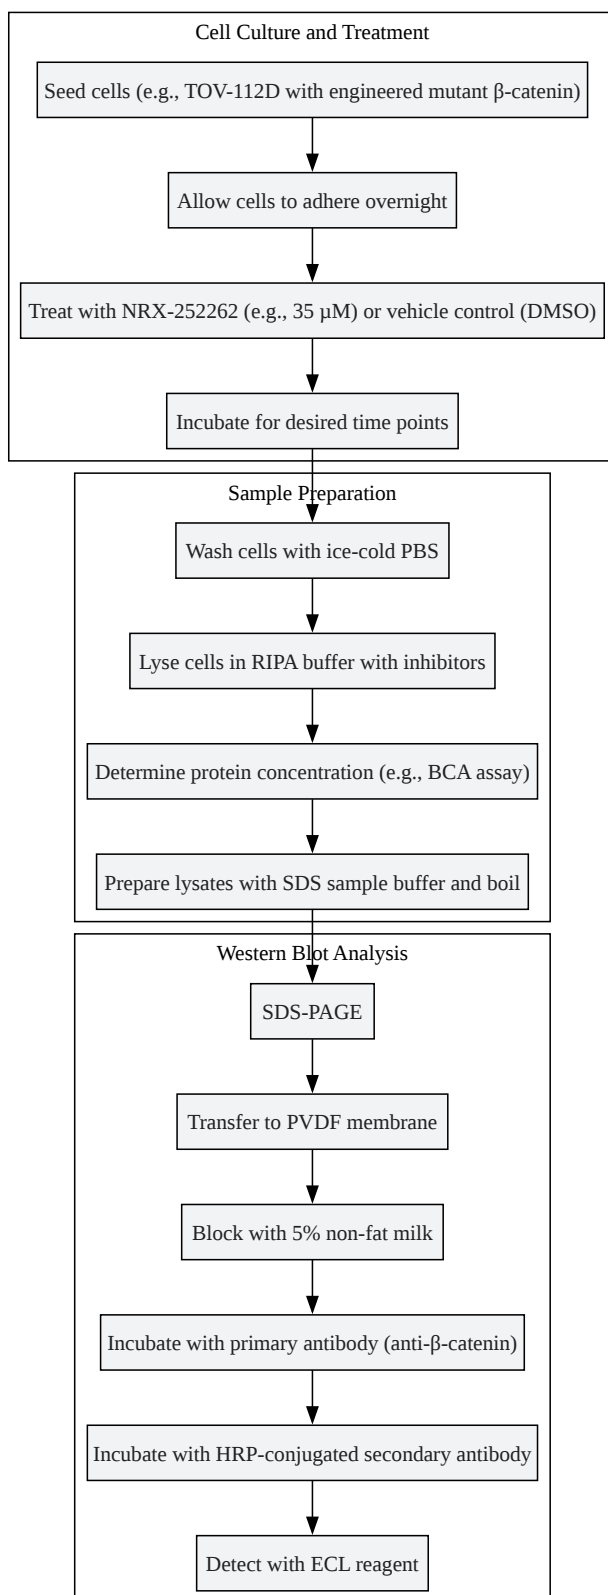 Cell Culture and Treatment
Seed cells (e.g., TOV-112D with engineered mutant β-catenin)
Allow cells to adhere overnight
Treat with NRX-252262 (e.g., 35 µM) or vehicle control (DMSO)
Incubate for desired time points
Sample Preparation
Wash cells with ice-cold PBS
Lyse cells in RIPA buffer with inhibitors
Determine protein concentration (e.g., BCA assay)
Prepare lysates with SDS sample buffer and boil
Western Blot Analysis
SDS-PAGE
Transfer to PVDF membrane
Block with 5% non-fat milk
Incubate with primary antibody (anti-β-catenin)
Incubate with HRP-conjugated secondary antibody
Detect with ECL reagent